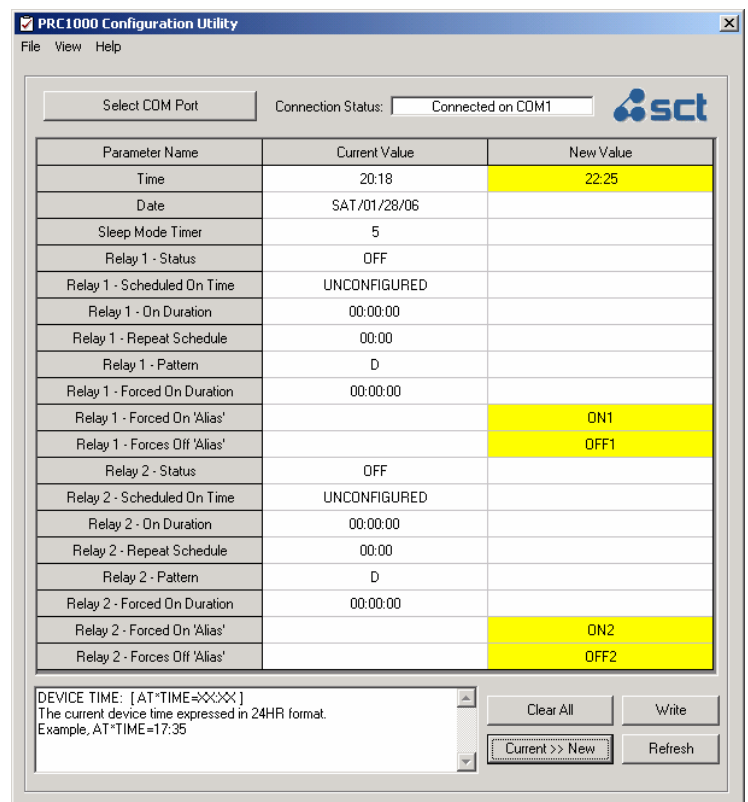 PRC1000 Configuration Utility
File View Help
Select COM Port Connection Status: Connected on COM1 sct
Parameter Name Current Value New Value
Time 20:18 22:25
Date SAT/01/28/06
Sleep Mode Timer 5
Relay 1 - Status OFF
Relay 1 - Scheduled On Time UNCONFIGURED
Relay 1 - On Duration 00:00:00
Relay 1 - Repeat Schedule 00:00
Relay 1 - Pattern D
Relay 1 - Forced On Duration 00:00:00
Relay 1 - Forced On 'Alias' ON1
Relay 1 - Forces Off 'Alias' OFF1
Relay 2 - Status OFF
Relay 2 - Scheduled On Time UNCONFIGURED
Relay 2 - On Duration 00:00:00
Relay 2 - Repeat Schedule 00:00
Relay 2 - Pattern D
Relay 2 - Forced On Duration 00:00:00
Relay 2 - Forced On 'Alias' ON2
Relay 2 - Forces Off 'Alias' OFF2
DEVICE TIME: [ AT*TIME=XX:XX ]
The current device time expressed in 24HR format.
Example, AT*TIME=17:35
Clear All Write
Current >> New Refresh